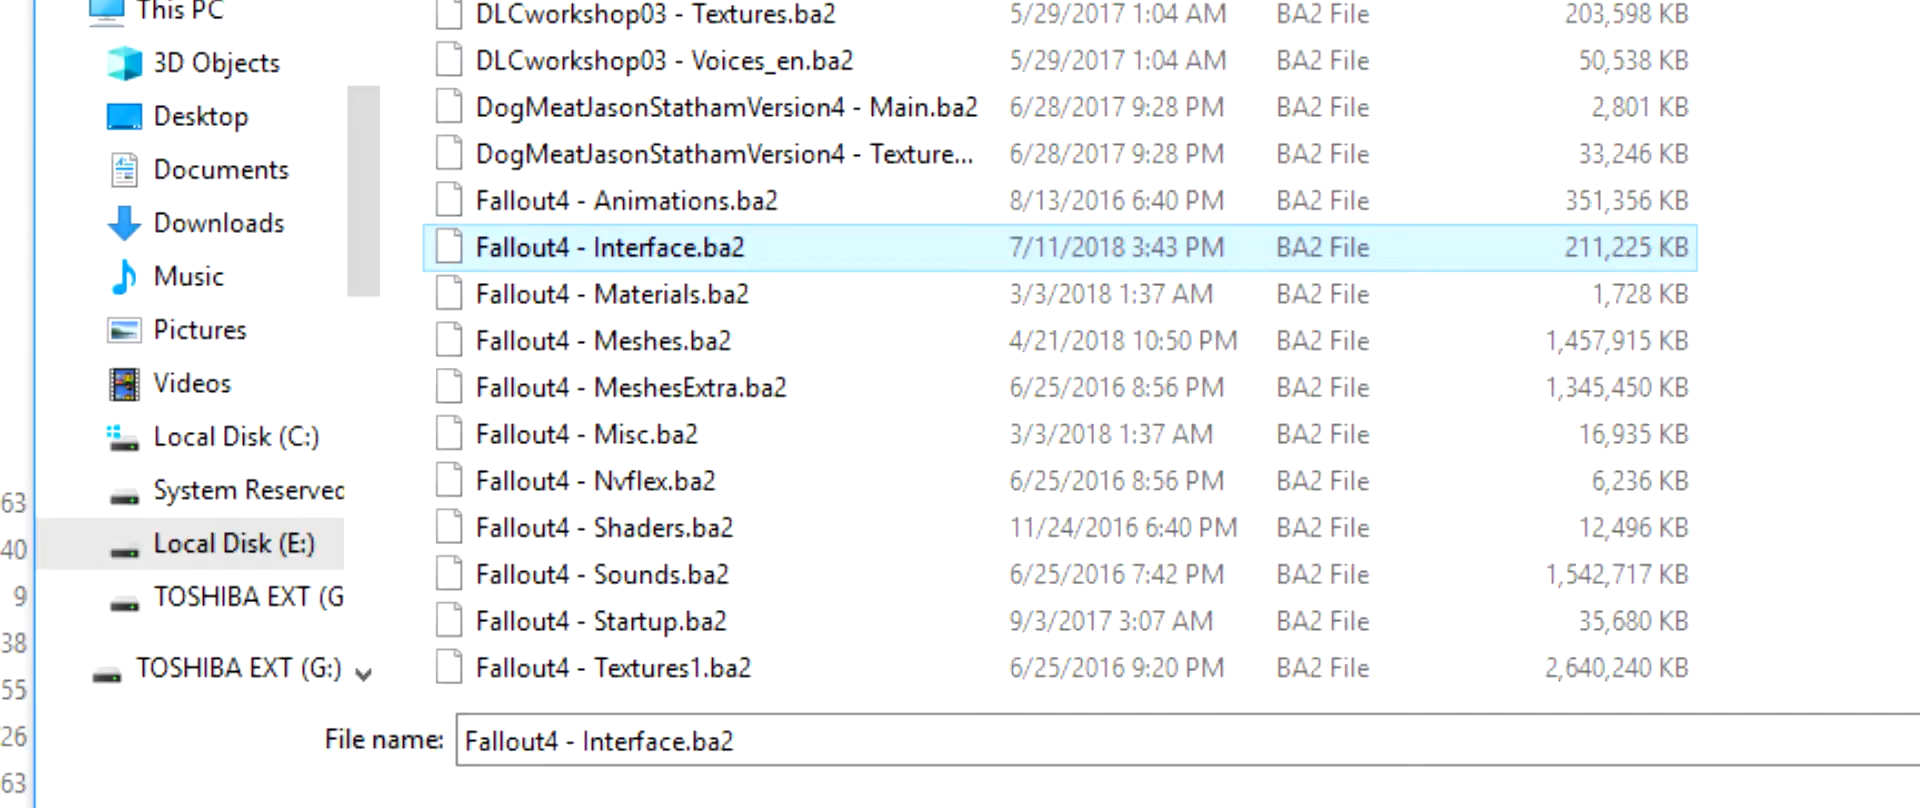 This PC
3D Objects
Desktop
Documents
Downloads
Music
Pictures
Videos
Local Disk (C:)
System Reserved
Local Disk (E:)
TOSHIBA EXT (G
TOSHIBA EXT (G:)
63
40
9
38
55
26
63
DLCworkshop03 - Textures.ba2 5/29/2017 1:04 AM BA2 File 203,598 KB
DLCworkshop03 - Voices_en.ba2 5/29/2017 1:04 AM BA2 File 50,538 KB
DogMeatJasonStathamVersion4 - Main.ba2 6/28/2017 9:28 PM BA2 File 2,801 KB
DogMeatJasonStathamVersion4 - Texture... 6/28/2017 9:28 PM BA2 File 33,246 KB
Fallout4 - Animations.ba2 8/13/2016 6:40 PM BA2 File 351,356 KB
Fallout4 - Interface.ba2 7/11/2018 3:43 PM BA2 File 211,225 KB
Fallout4 - Materials.ba2 3/3/2018 1:37 AM BA2 File 1,728 KB
Fallout4 - Meshes.ba2 4/21/2018 10:50 PM BA2 File 1,457,915 KB
Fallout4 - MeshesExtra.ba2 6/25/2016 8:56 PM BA2 File 1,345,450 KB
Fallout4 - Misc.ba2 3/3/2018 1:37 AM BA2 File 16,935 KB
Fallout4 - Nvflex.ba2 6/25/2016 8:56 PM BA2 File 6,236 KB
Fallout4 - Shaders.ba2 11/24/2016 6:40 PM BA2 File 12,496 KB
Fallout4 - Sounds.ba2 6/25/2016 7:42 PM BA2 File 1,542,717 KB
Fallout4 - Startup.ba2 9/3/2017 3:07 AM BA2 File 35,680 KB
Fallout4 - Textures1.ba2 6/25/2016 9:20 PM BA2 File 2,640,240 KB
File name: Fallout4 - Interface.ba2